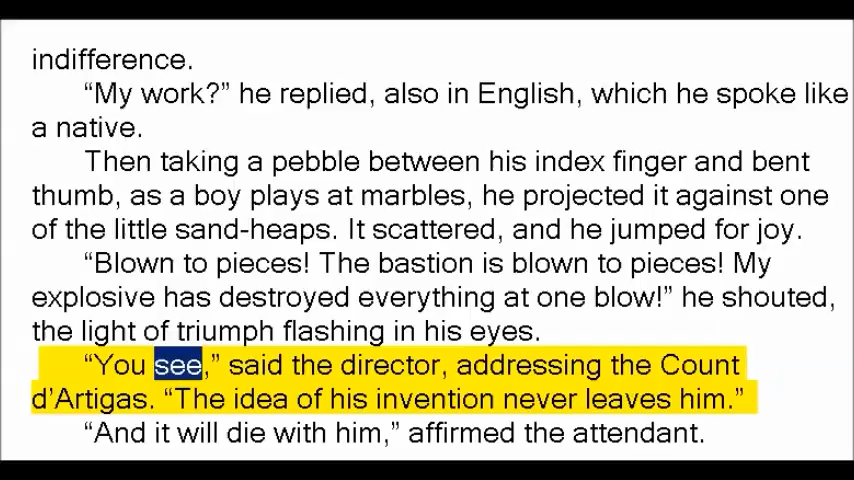 indifference.
“My work?” he replied, also in English, which he spoke like
a native.
Then taking a pebble between his index finger and bent
thumb, as a boy plays at marbles, he projected it against one
of the little sand-heaps. It scattered, and he jumped for joy.
“Blown to pieces! The bastion is blown to pieces! My
explosive has destroyed everything at one blow!” he shouted,
the light of triumph flashing in his eyes.
“You see,” said the director, addressing the Count
d’Artigas. “The idea of his invention never leaves him.”
“And it will die with him,” affirmed the attendant.